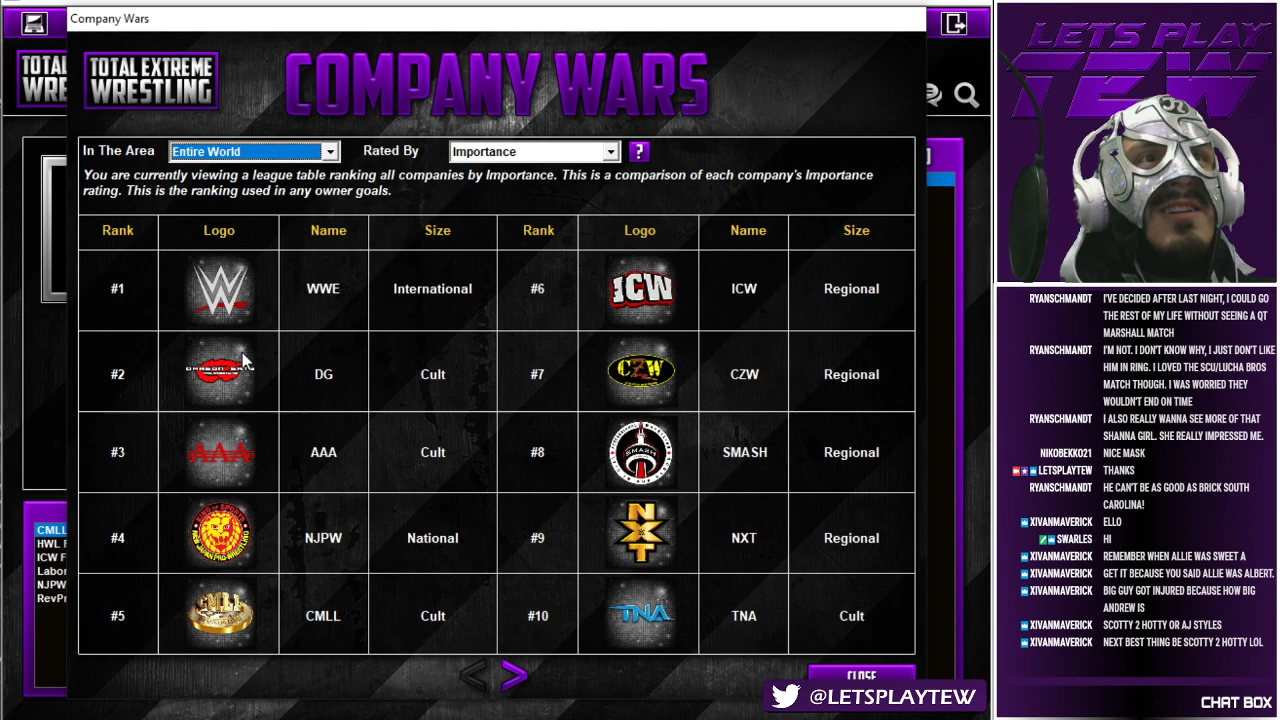 Company Wars
TOTAL
WRE
TOTAL EXTREME
WRESTLING
COMPANY WARS
In The Area Entire World Rated By Importance ?
You are currently viewing a league table ranking all companies by Importance. This is a comparison of each company's Importance
rating. This is the ranking used in any owner goals.
Rank Logo Name Size Rank Logo Name Size
#1 W WWE International #6 ICW ICW Regional
#2 DG Cult #7 CZW CZW Regional
#3 AAA AAA Cult #8 SMASH SMASH Regional
#4 NJPW National #9 NXT NXT Regional
#5 CMLL CMLL Cult #10 TNA TNA Cult
CLOSE
CMLL
HWL F
ICW F
Labor
NJPW
RevPr
@LETSPLAYTEW
LETS PLAY
TEW
RYANSCHMANDT I'VE DECIDED AFTER LAST NIGHT, I COULD GO
THE REST OF MY LIFE WITHOUT SEEING A QT
MARSHALL MATCH
RYANSCHMANDT I'M NOT. I DON'T KNOW WHY, I JUST DON'T LIKE
HIM IN RING. I LOVED THE SCU/LUCHA BROS
MATCH THOUGH. I WAS WORRIED THEY
WOULDN'T END ON TIME
RYANSCHMANDT I ALSO REALLY WANNA SEE MORE OF THAT
SHANNA GIRL. SHE REALLY IMPRESSED ME.
NIKOBEKKO21 NICE MASK
LETSPLAYTEW THANKS
RYANSCHMANDT HE CAN'T BE AS GOOD AS BRICK SOUTH
CAROLINA!
XIVANMAVERICK ELLO
SWARLES HI
XIVANMAVERICK REMEMBER WHEN ALLIE WAS SWEET A
XIVANMAVERICK GET IT BECAUSE YOU SAID ALLIE WAS ALBERT.
XIVANMAVERICK BIG GUY GOT INJURED BECAUSE HOW BIG
ANDREW IS
XIVANMAVERICK SCOTTY 2 HOTTY OR AJ STYLES
XIVANMAVERICK NEXT BEST THING BE SCOTTY 2 HOTTY LOL
CHAT BOX